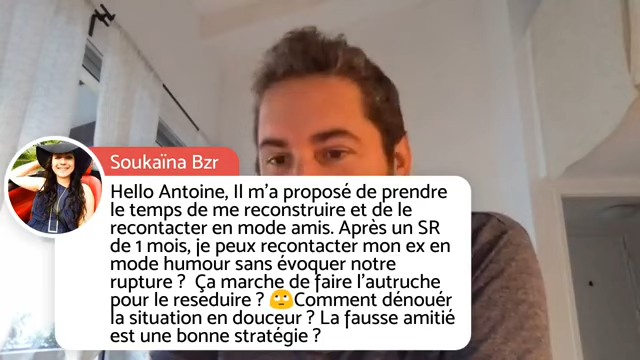 Soukaïna Bzr
Hello Antoine, Il m'a proposé de prendre
le temps de me reconstruire et de le
recontacter en mode amis. Après un SR
de 1 mois, je peux recontacter mon ex en
mode humour sans évoquer notre
rupture ? Ça marche de faire l'autruche
pour le reséduire ? 🙄Comment dénouér
la situation en douceur ? La fausse amitié
est une bonne stratégie ?